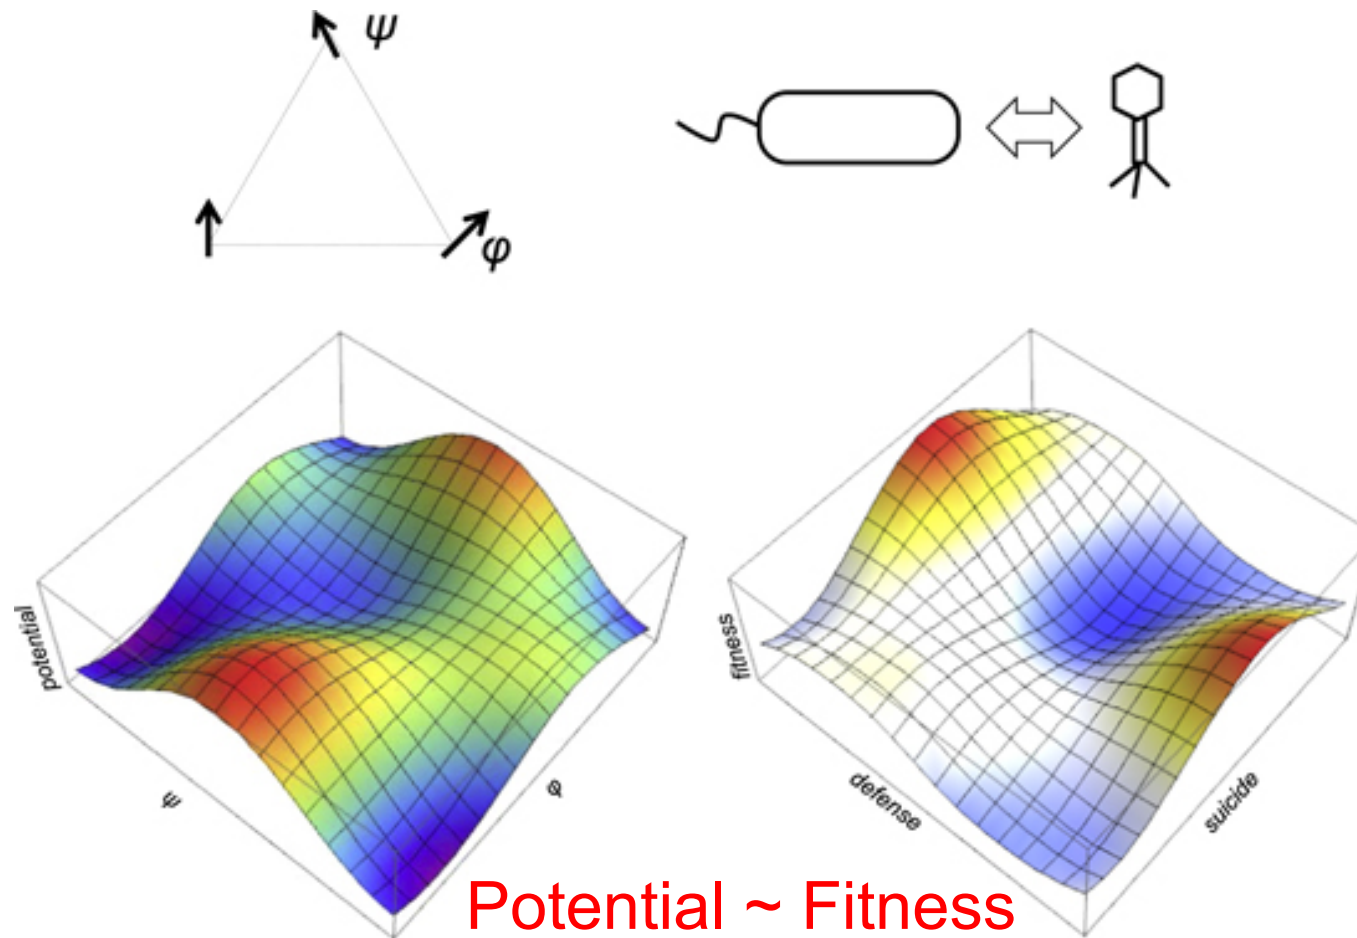 ψ
φ
potential
ψ
φ
fitness
defense
suicide
Potential ~ Fitness